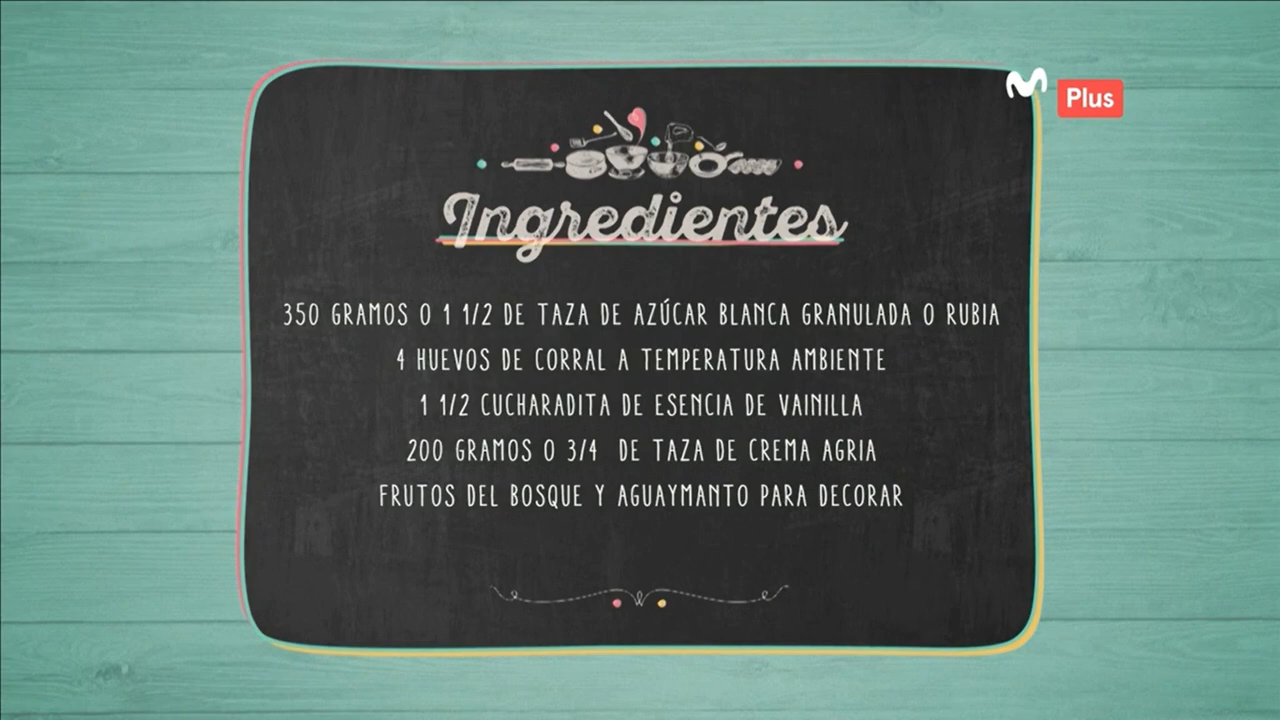 Plus
Ingredientes
350 GRAMOS O 1 1/2 DE TAZA DE AZÚCAR BLANCA GRANULADA O RUBIA
4 HUEVOS DE CORRAL A TEMPERATURA AMBIENTE
1 1/2 CUCHARADITA DE ESENCIA DE VAINILLA
200 GRAMOS O 3/4 DE TAZA DE CREMA AGRIA
FRUTOS DEL BOSQUE Y AGUAYMANTO PARA DECORAR